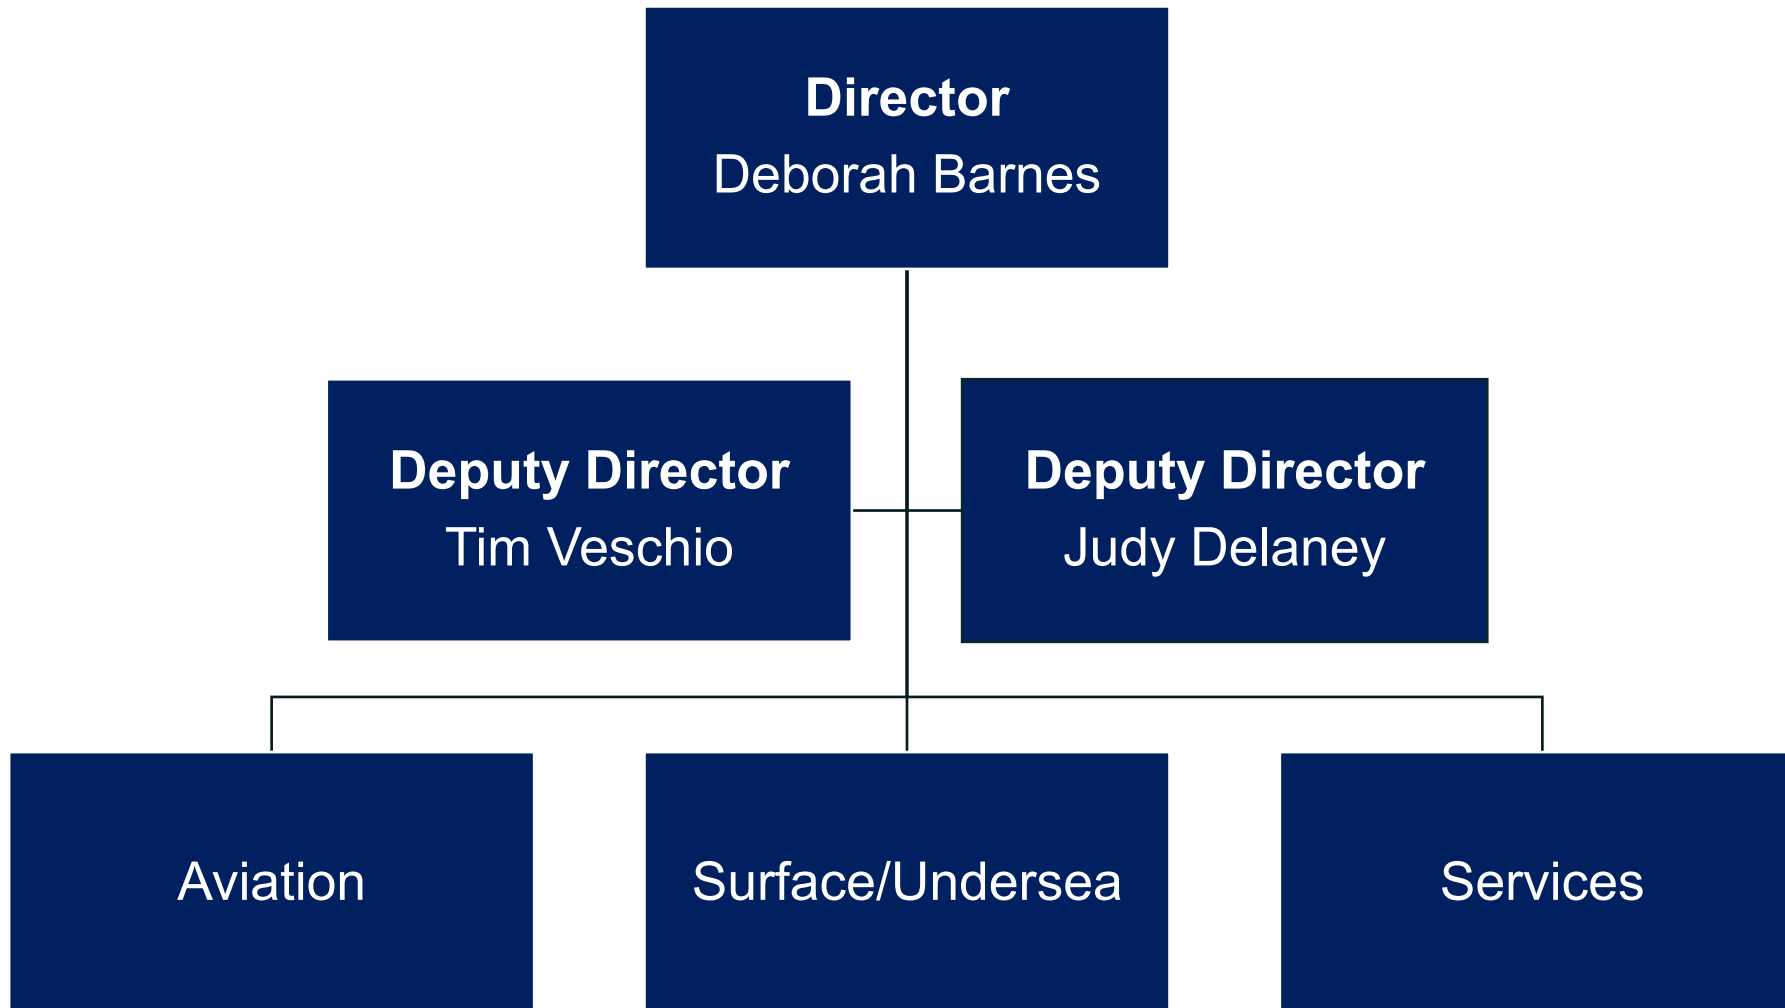 Director
Deborah Barnes
Deputy Director
Tim Veschio
Deputy Director
Judy Delaney
Aviation
Surface/Undersea
Services